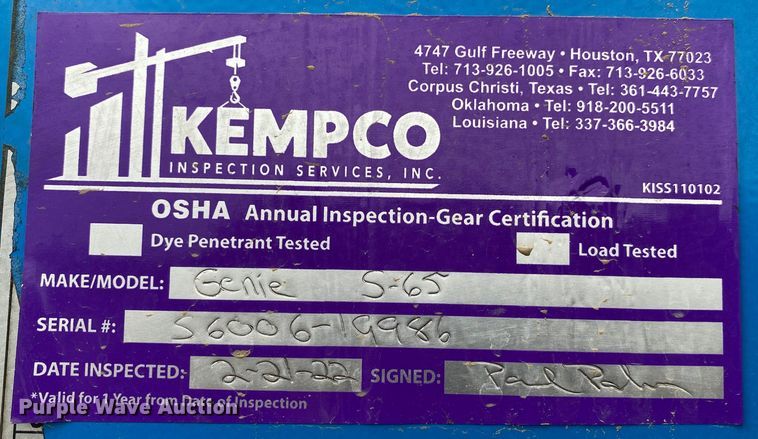 4747 Gulf Freeway • Houston, TX 77023
Tel: 713-926-1005 • Fax: 713-926-6033
Corpus Christi, Texas • Tel: 361-443-7757
Oklahoma • Tel: 918-200-5511
Louisiana • Tel: 337-366-3984
KEMPCO
INSPECTION SERVICES, INC.
KISS110102
OSHA Annual Inspection-Gear Certification
Dye Penetrant Tested
Load Tested
MAKE/MODEL: Genie S-65
SERIAL #: S6006-19986
DATE INSPECTED: 2-21-22 SIGNED: Paul
*Valid for 1 Year from Date of Inspection
Purple Wave Auction